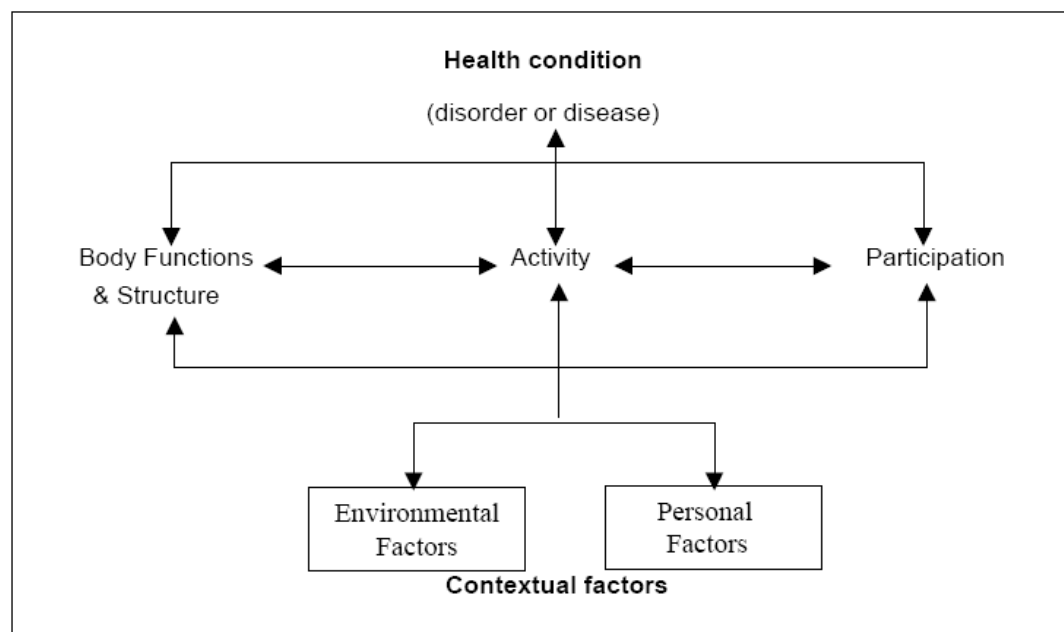 Health condition
(disorder or disease)
Body Functions
& Structure
Activity
Participation
Environmental
Factors
Personal
Factors
Contextual factors